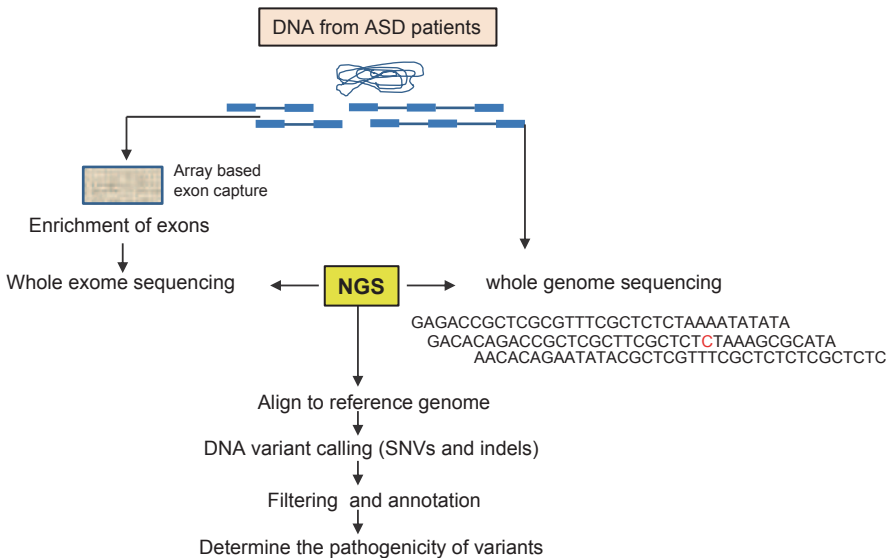 DNA from ASD patients
Array based
exon capture
Enrichment of exons
Whole exome sequencing
NGS
whole genome sequencing
GAGACCGCTCGCGTTTCGCTCTCTAAAATATATA
GACACAGACCGCTCGCTTCGCTCTCTAAAGCGCATA
AACACAGAATATACGCTCGTTTCGCTCTCTCGCTCTC
Align to reference genome
DNA variant calling (SNVs and indels)
Filtering and annotation
Determine the pathogenicity of variants